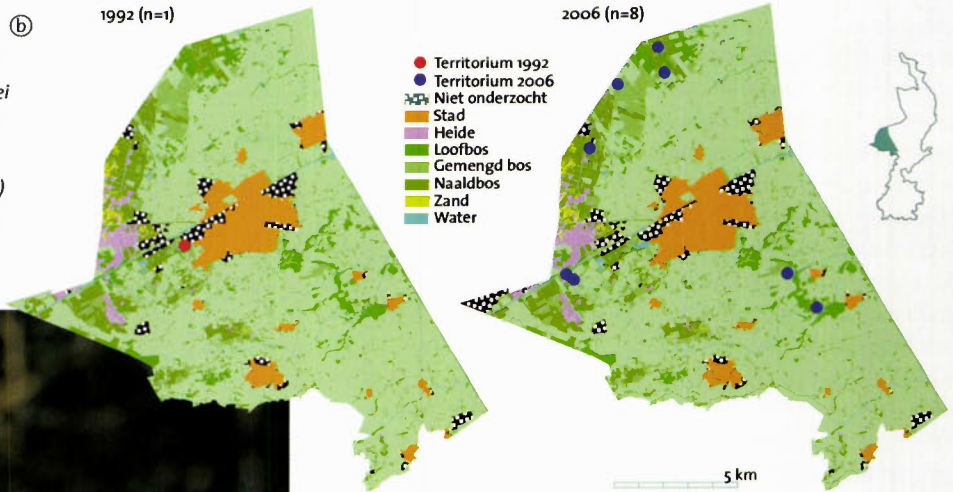 b
1992 (n=1)
2006 (n=8)
ei
)
Territorium 1992
Territorium 2006
Niet onderzocht
Stad
Heide
Loofbos
Gemengd bos
Naaldbos
Zand
Water
5 km